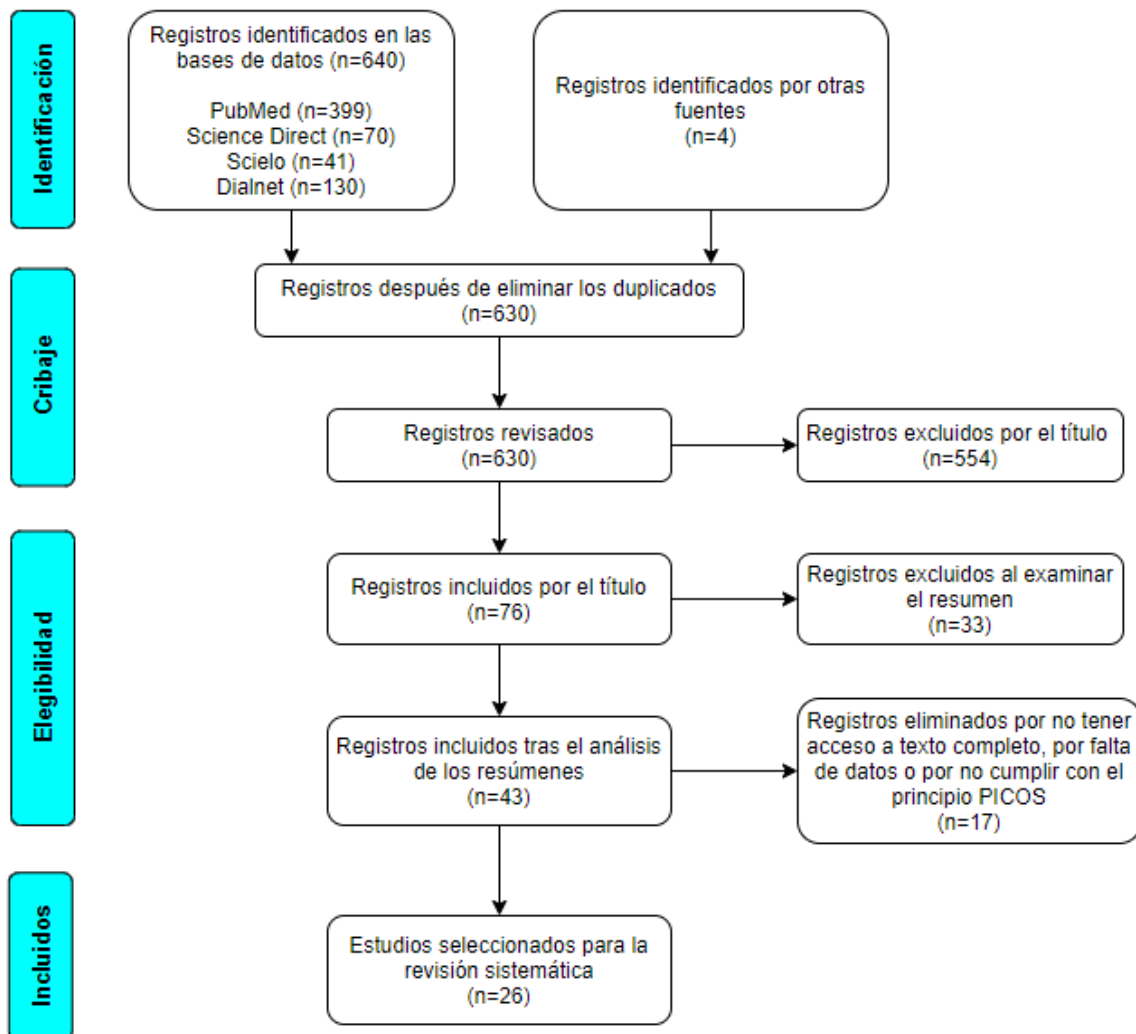 Identificación
Registros identificados en las
bases de datos (n=640)
PubMed (n=399)
Science Direct (n=70)
Scielo (n=41)
Dialnet (n=130)
Registros identificados por otras
fuentes
(n=4)
Cribaje
Registros después de eliminar los duplicados
(n=630)
Registros revisados
(n=630)
Registros excluidos por el título
(n=554)
Elegibilidad
Registros incluidos por el título
(n=76)
Registros excluidos al examinar
el resumen
(n=33)
Registros incluidos tras el análisis
de los resúmenes
(n=43)
Registros eliminados por no tener
acceso a texto completo, por falta
de datos o por no cumplir con el
principio PICOS
(n=17)
Incluidos
Estudios seleccionados para la
revisión sistemática
(n=26)